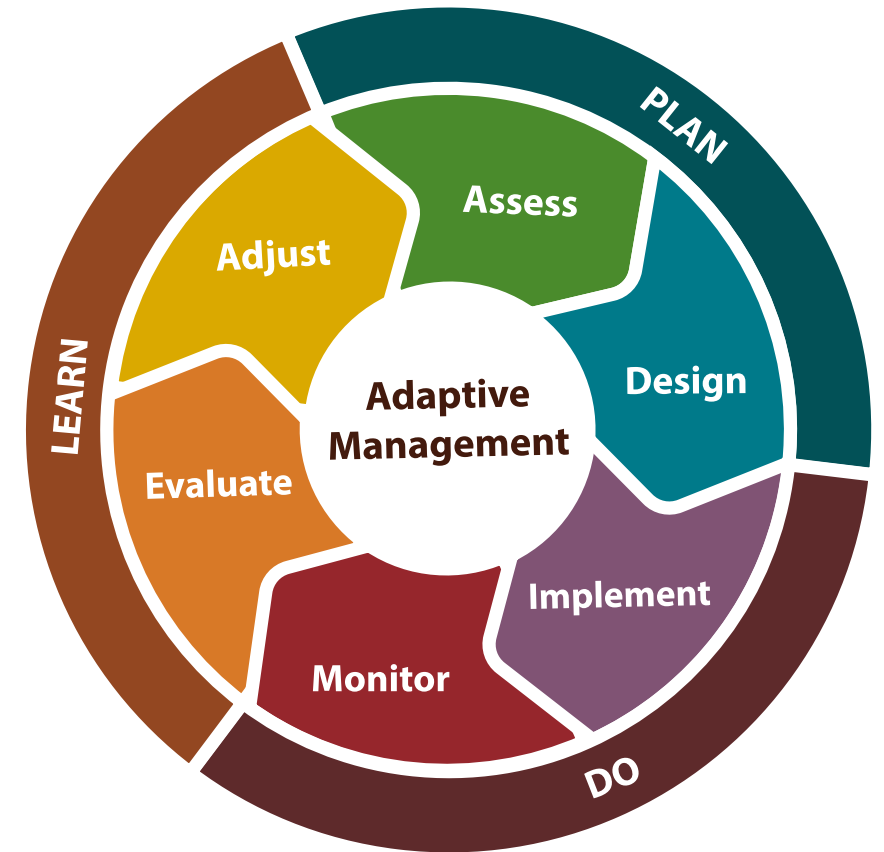 PLAN
Assess
Adjust
LEARN
Design
Adaptive
Management
Evaluate
Implement
Monitor
DO